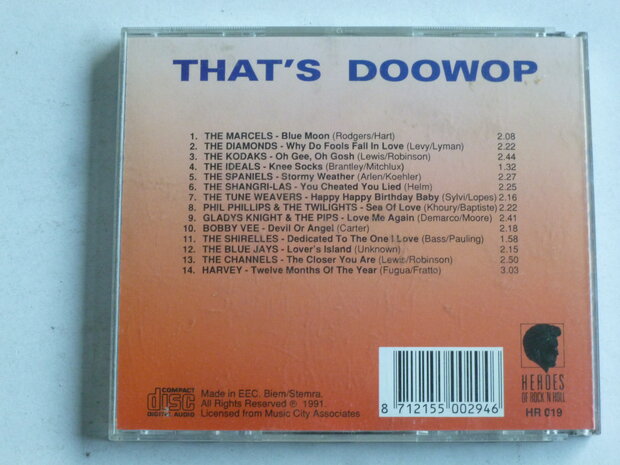 THAT'S DOOWOP
1. THE MARCELS - Blue Moon (Rodgers/Hart) 2.08
2. THE DIAMONDS - Why Do Fools Fall In Love (Levy/Lyman) 2.22
3. THE KODAKS - Oh Gee, Oh Gosh (Lewis/Robinson) 2.44
4. THE IDEALS - Knee Socks (Brantley/Mitchlux) 1.32
5. THE SPANIELS - Stormy Weather (Arlen/Koehler) 2.27
6. THE SHANGRI-LAS - You Cheated You Lied (Helm) 2.25
7. THE TUNE WEAVERS - Happy Happy Birthday Baby (Sylvi/Lopes) 2.16
8. PHIL PHILLIPS & THE TWILIGHTS - Sea Of Love (Khoury/Baptiste) 2.22
9. GLADYS KNIGHT & THE PIPS - Love Me Again (Demarco/Moore) 2.41
10. BOBBY VEE - Devil Or Angel (Carter) 2.18
11. THE SHIRELLES - Dedicated To The One I Love (Bass/Pauling) 1.58
12. THE BLUE JAYS - Lover's Island (Unknown) 2.15
13. THE CHANNELS - The Closer You Are (Lewis/Robinson) 2.50
14. HARVEY - Twelve Months Of The Year (Fugua/Fratto) 3.03
COMPACT
disc
DIGITAL AUDIO
Made in EEC. Biem/Stemra.
All Rights Reserved ℗ 1991.
Licensed from Music City Associates
8 712155 002946
HEROES
OF ROCK 'N ROLL
HR 019